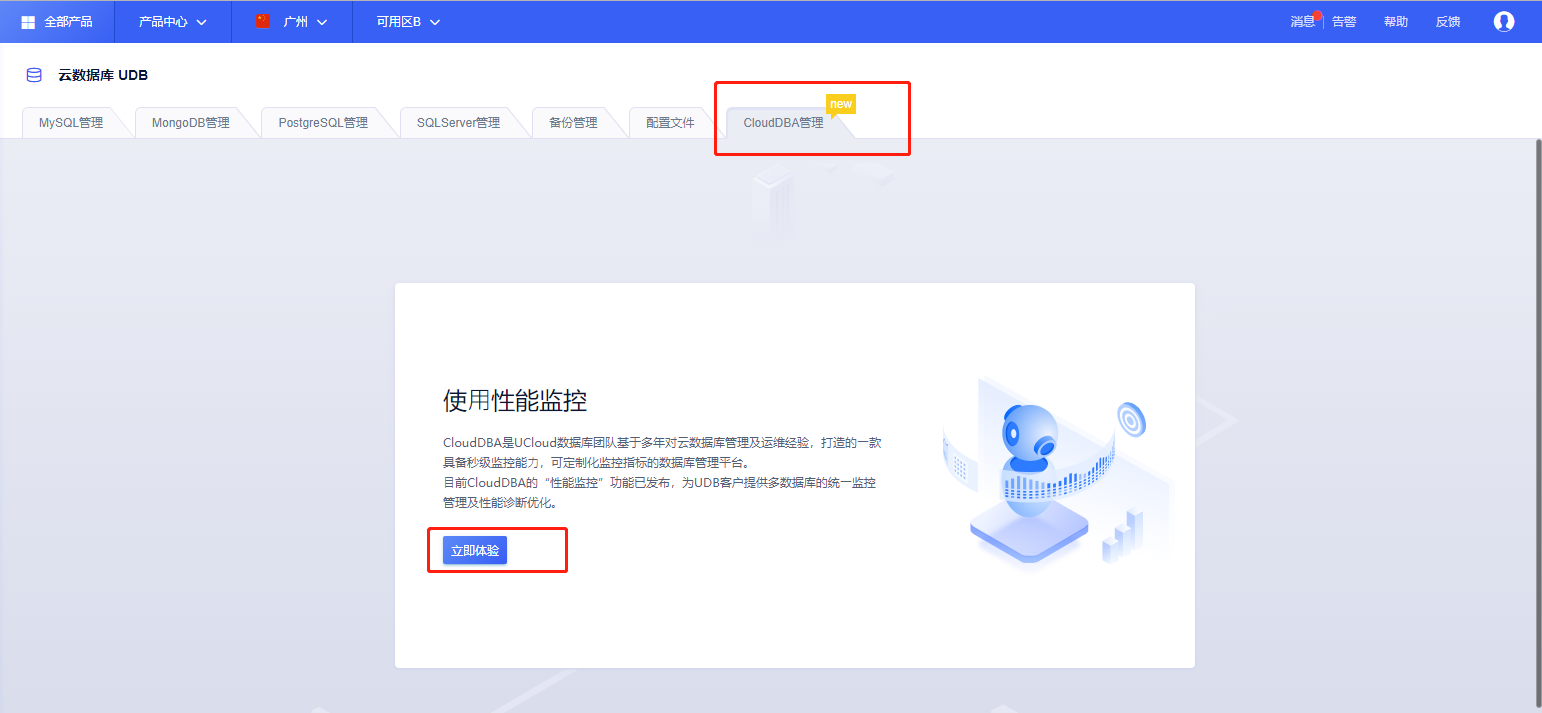 全部产品 产品中心 广州 可用区B 消息 告警 帮助 反馈
云数据库 UDB
new
MySQL管理 MongoDB管理 PostgreSQL管理 SQLServer管理 备份管理 配置文件 CloudDBA管理
使用性能监控
CloudDBA是UCloud数据库团队基于多年对云数据库管理及运维经验，打造的一款
具备秒级监控能力，可定制化监控指标的数据库管理平台。
目前CloudDBA的“性能监控”功能已发布，为UDB客户提供多数据库的统一监控
管理及性能诊断优化。
立即体验